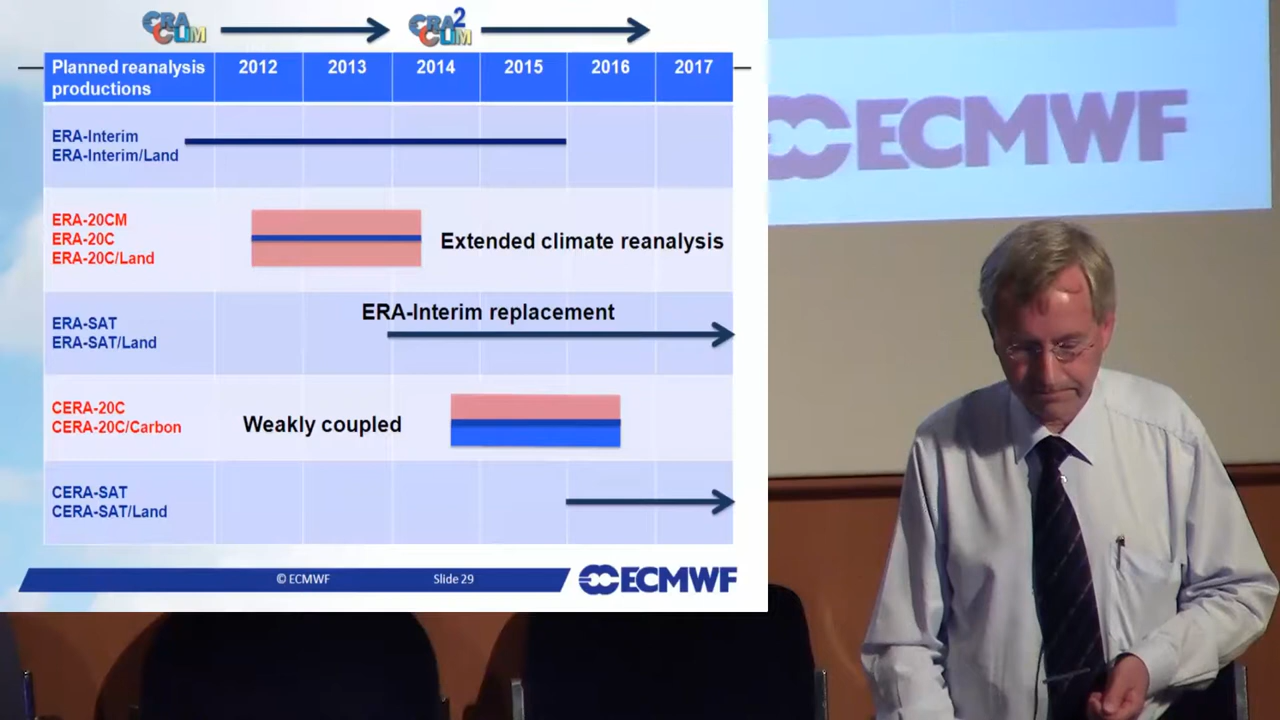 ERA CLIM
ERA CLIM 2
Planned reanalysis productions
2012 2013 2014 2015 2016 2017
ERA-Interim
ERA-Interim/Land
ERA-20CM
ERA-20C
ERA-20C/Land
Extended climate reanalysis
ERA-SAT
ERA-SAT/Land
ERA-Interim replacement
CERA-20C
CERA-20C/Carbon
Weakly coupled
CERA-SAT
CERA-SAT/Land
© ECMWF
Slide 29
ECMWF
ECMWF